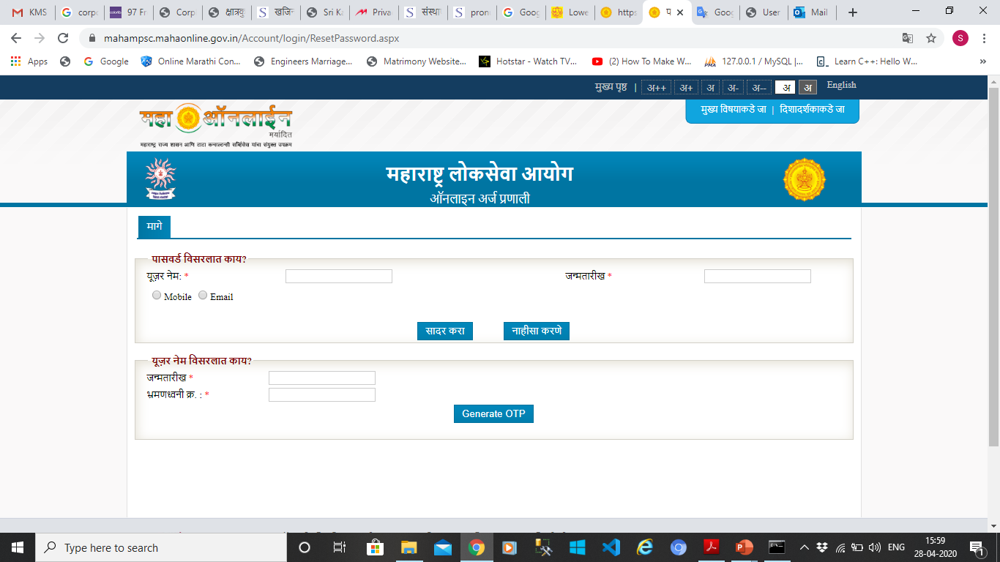 KMS
corpo
97 Fr
Corp
क्षात्रकु
खजि
Sri Ka
Priva
संस्था
pron
Goog
Lowe
https
प
Goog
User
Mail
mahampsc.mahaonline.gov.in/Account/login/ResetPassword.aspx
S
Apps Google Online Marathi Con... Engineers Marriage... Matrimony Website... Hotstar - Watch TV... (2) How To Make W... 127.0.0.1 / MySQL |... Learn C++: Hello W... »
मुख्य पृष्ठ | अ++ अ+ अ अ- अ-- अ अ English
मुख्य विषयाकडे जा | दिशादर्शकाकडे जा
महा ऑनलाईन
मर्यादित
महाराष्ट्र राज्य शासन आणि टाटा कन्सल्टन्सी सर्व्हिसेस यांचा संयुक्त उपक्रम
महाराष्ट्र लोकसेवा आयोग
ऑनलाइन अर्ज प्रणाली
मागे
पासवर्ड विसरलात काय?
यूज़र नेम: * जन्मतारीख *
Mobile Email
सादर करा नाहीसा करणे
यूज़र नेम विसरलात काय?
जन्मतारीख *
भ्रमणध्वनी क्र. : *
Generate OTP
Type here to search
ENG
15:59
28-04-2020
1